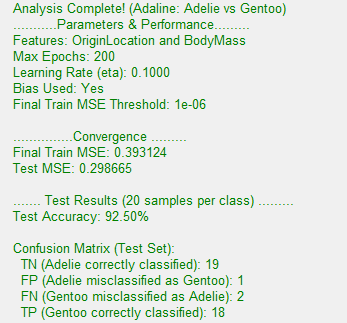 Analysis Complete! (Adaline: Adelie vs Gentoo)
...........Parameters & Performance.........
Features: OriginLocation and BodyMass
Max Epochs: 200
Learning Rate (eta): 0.1000
Bias Used: Yes
Final Train MSE Threshold: 1e-06
...............Convergence .........
Final Train MSE: 0.393124
Test MSE: 0.298665
....... Test Results (20 samples per class) .........
Test Accuracy: 92.50%
Confusion Matrix (Test Set):
TN (Adelie correctly classified): 19
FP (Adelie misclassified as Gentoo): 1
FN (Gentoo misclassified as Adelie): 2
TP (Gentoo correctly classified): 18